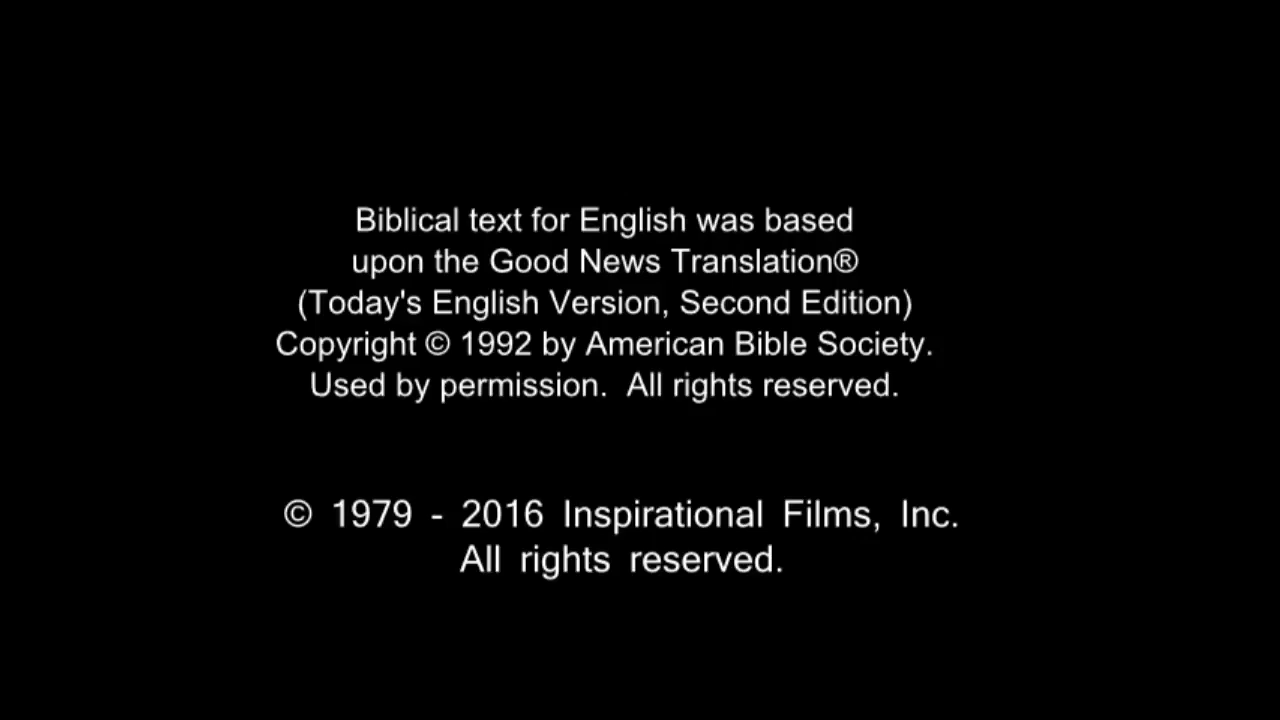 Biblical text for English was based
upon the Good News Translation®
(Today's English Version, Second Edition)
Copyright © 1992 by American Bible Society.
Used by permission.  All rights reserved.
© 1979 - 2016 Inspirational Films, Inc.
All rights reserved.